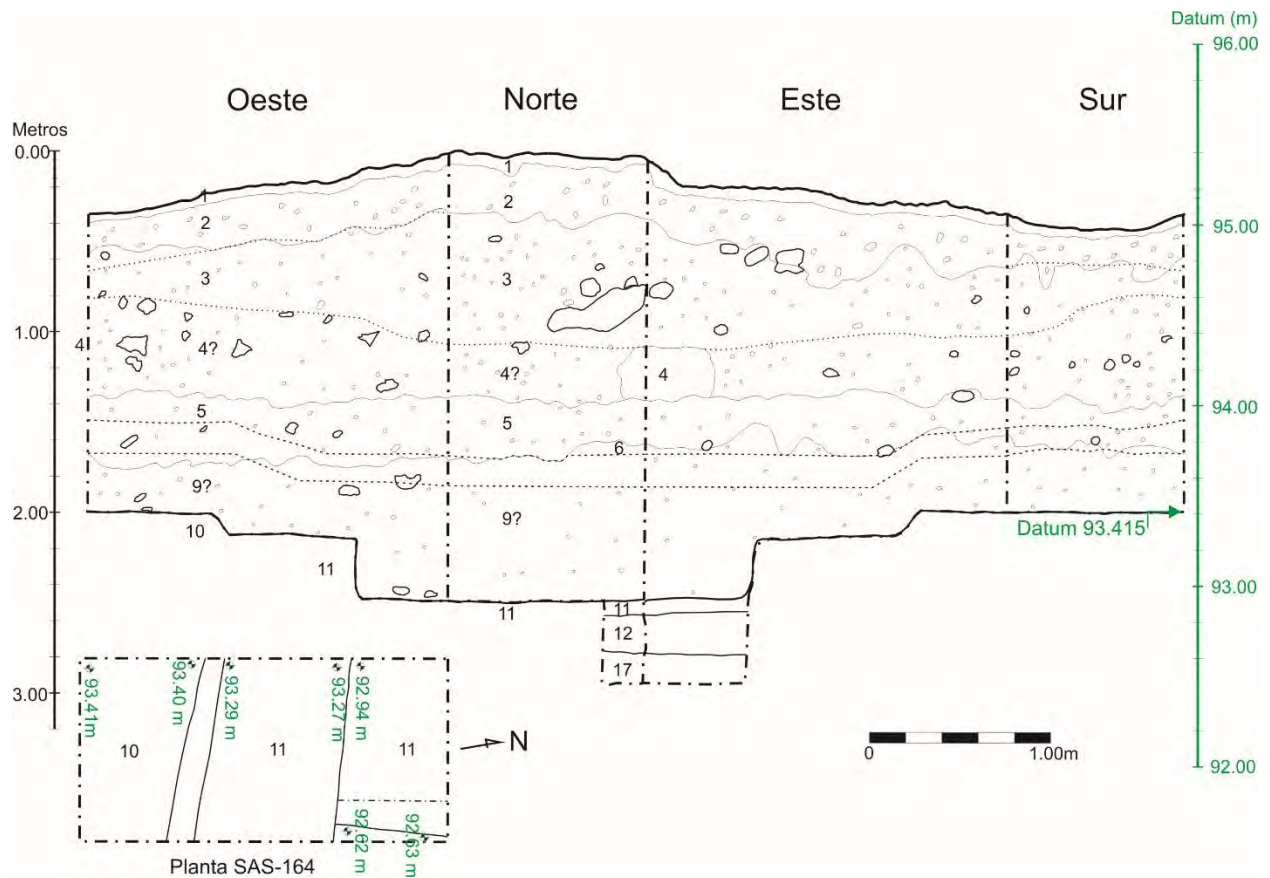 Datum (m)
96.00
Oeste Norte Este Sur
Metros
0.00
1
1
2
2
95.00
3
3
1.00
4
4?
4?
4
94.00
5
5
6
9?
9?
2.00
10
Datum 93.415
11
93.00
11
11
12
17
3.00
93.41m
93.40 m
93.29 m
93.27 m
92.94 m
10
11
11
N
0
1.00m
92.00
92.62 m
92.63 m
Planta SAS-164